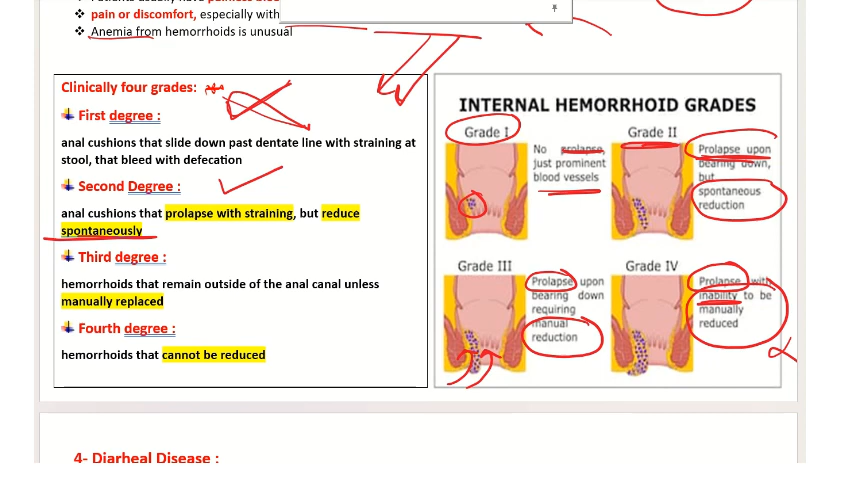 ❖ pain or discomfort, especially with
❖ Anemia from hemorrhoids is unusual
Clinically four grades:
First degree :
anal cushions that slide down past dentate line with straining at
stool, that bleed with defecation
Second Degree :
anal cushions that prolapse with straining, but reduce
spontaneously
Third degree :
hemorrhoids that remain outside of the anal canal unless
manually replaced
Fourth degree :
hemorrhoids that cannot be reduced
INTERNAL HEMORRHOID GRADES
Grade I
No prolapse,
just prominent
blood vessels
Grade II
Prolapse upon
bearing down,
but
spontaneous
reduction
Grade III
Prolapse upon
bearing down
requiring
manual
reduction
Grade IV
Prolapse with
inability to be
manually
reduced
4- Diarheal Disease :